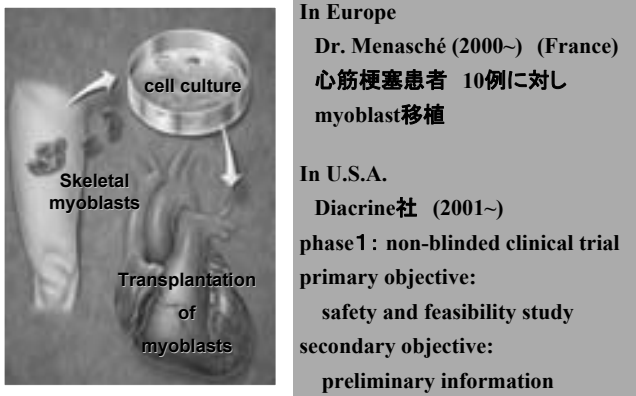 cell culture
Skeletal
myoblasts
Transplantation
of
myoblasts
In Europe
Dr. Menasché (2000~) (France)
心筋梗塞患者 10例に対し
myoblast移植
In U.S.A.
Diacrine社 (2001~)
phase1: non-blinded clinical trial
primary objective:
safety and feasibility study
secondary objective:
preliminary information